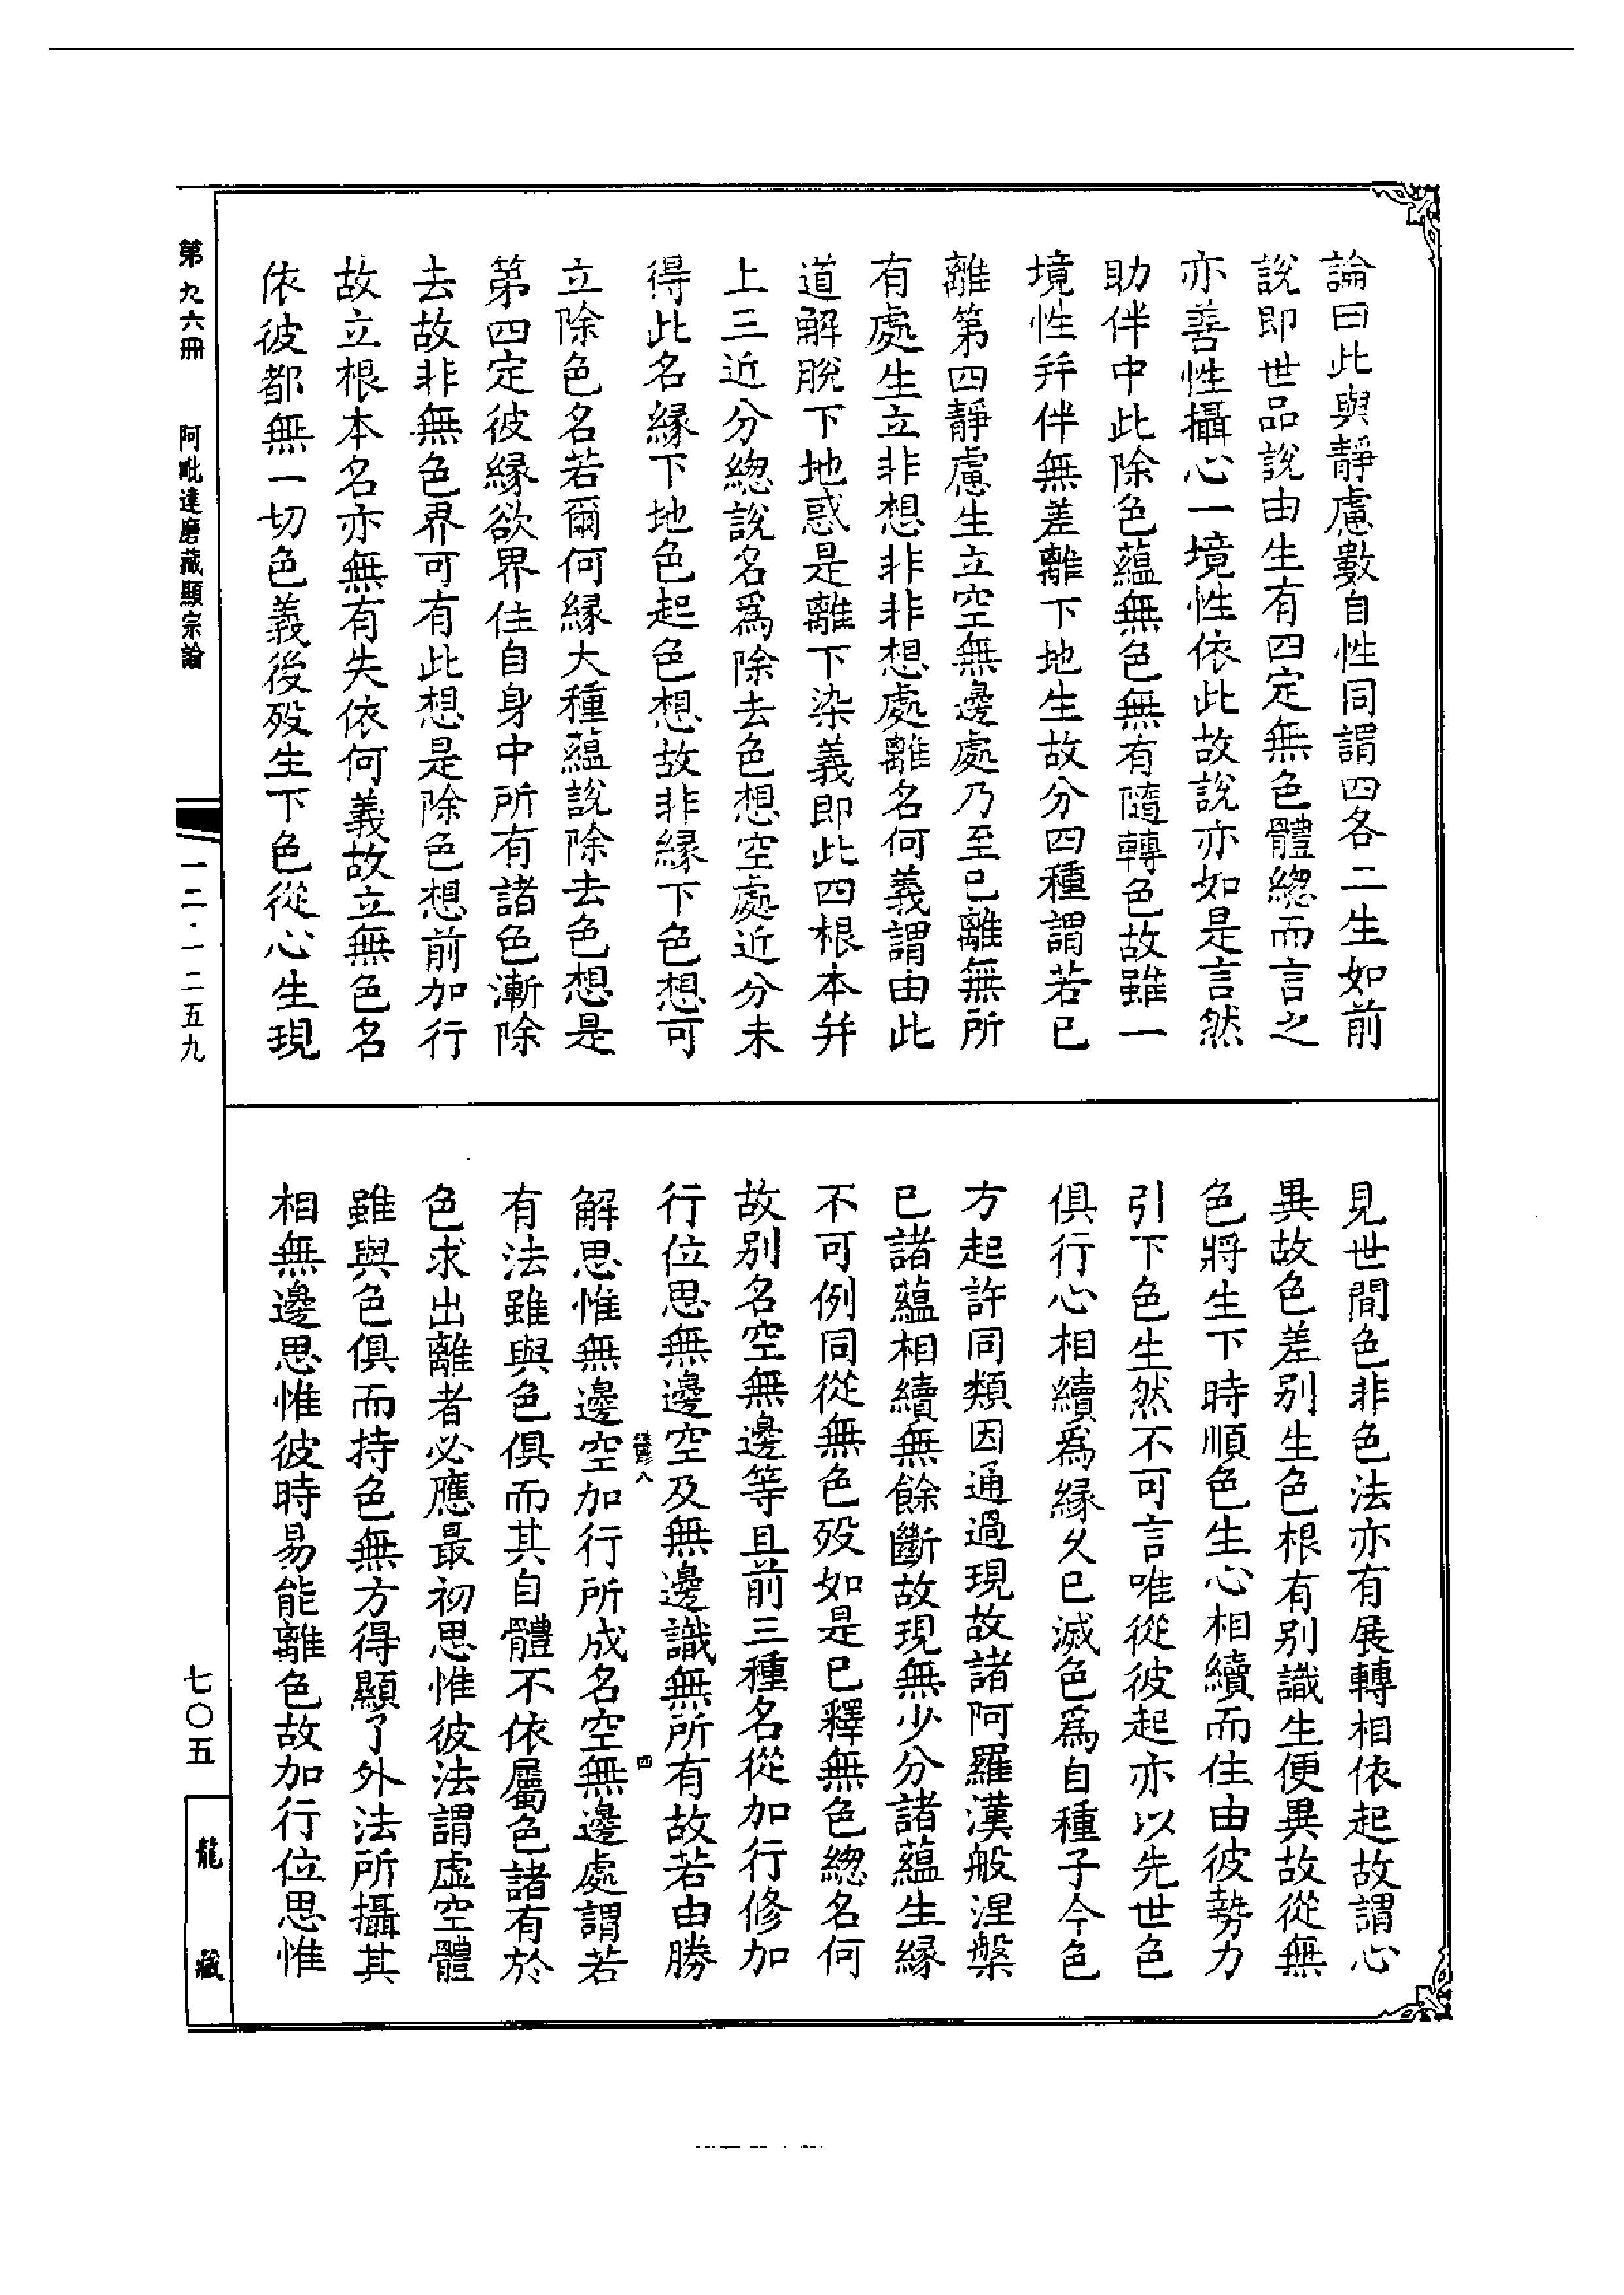 論曰此與靜慮數自性同謂四各二生如前
說即世品說由生有四定無色體緫而言之
亦善性攝心一境性依此故說亦如是言然
助伴中此除色蘊無色無有隨轉色故雖一
境性并伴無差離下地生故分四種謂若已
離第四靜慮生立空無邊處乃至已離無所
有處生立非想非非想處離名何義謂由此
道解脫下地惑是離下染義即此四根本并
上三近分緫說名爲除去色想空處近分未
得此名緣下地色起色想故非緣下色想可
立除色名若爾何緣大種蘊說除去色想是
第四定彼緣欲界住自身中所有諸色漸除
去故非無色界可有此想是除色想前加行
故立根本名亦無有失依何義故立無色名
依彼都無一切色義後歿生下色從心生現
見世間色非色法亦有展轉相依起故謂心
異故色差別生色根有別識生便異故從無
色將生下時順色生心相續而住由彼勢力
引下色生然不可言唯從彼起亦以先世色
俱行心相續爲緣久已滅色爲自種子今色
方起許同類因通過現故諸阿羅漢般涅槃
已諸蘊相續無餘斷故現無少分諸蘊生緣
不可例同從無色歿如是已釋無色緫名何
故別名空無邊等且前三種名從加行修加
行位思無邊空及無邊識無所有故若由勝
解思惟無邊空加行所成名空無邊處謂若
有法雖與色俱而其自體不依屬色諸有於
色求出離者必應最初思惟彼法謂虛空體
雖與色俱而持色無方得顯了外法所攝其
相無邊思惟彼時易能離色故加行位思惟
八
四
第九六冊
阿毗達磨藏顯宗論
一二·一二五九
七〇五
龍藏